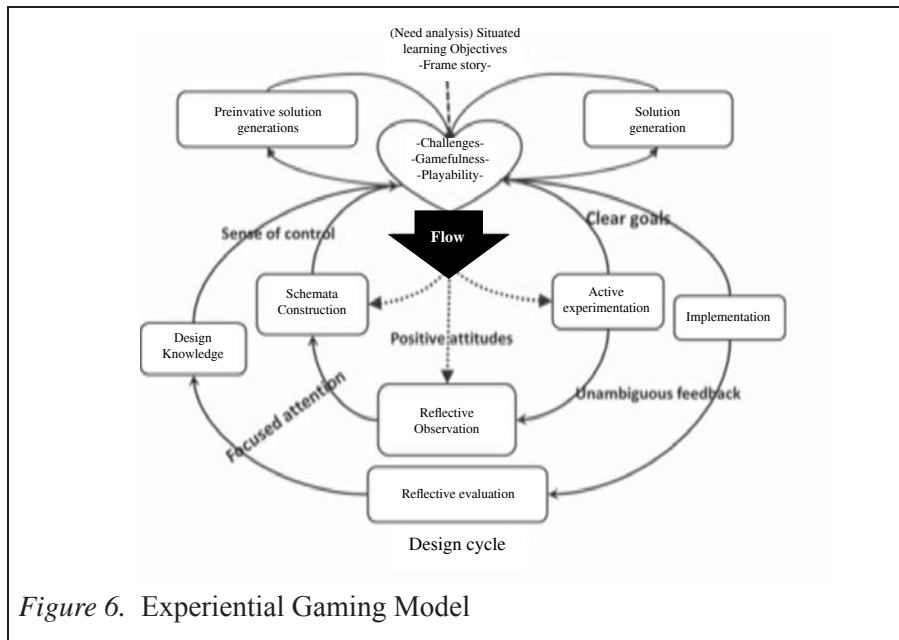 (Need analysis) Situated
learning Objectives
-Frame story-
Preinvative solution
generations
Solution
generation
-Challenges-
-Gamefulness-
-Playability-
Sense of control
Clear goals
Flow
Schemata
Construction
Active
experimentation
Implementation
Design
Knowledge
Positive attitudes
Focused attention
Unambiguous feedback
Reflective
Observation
Reflective evaluation
Design cycle
Figure 6. Experiential Gaming Model